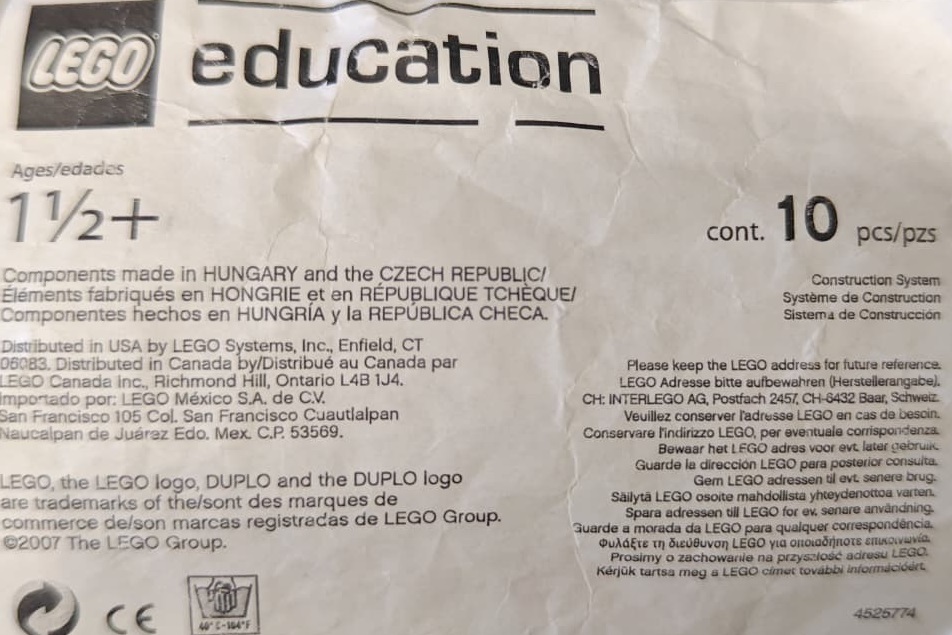 LEGO education
Ages/edades
1½+
cont. 10 pcs/pzs
Components made in HUNGARY and the CZECH REPUBLIC/
Éléments fabriqués en HONGRIE et en RÉPUBLIQUE TCHÈQUE/
Componentes hechos en HUNGRÍA y la REPÚBLICA CHECA.
Construction System
Système de Construction
Sistema de Construcción
Distributed in USA by LEGO Systems, Inc., Enfield, CT
06083. Distributed in Canada by/Distribué au Canada par
LEGO Canada Inc., Richmond Hill, Ontario L4B 1J4.
Importado por: LEGO México S.A. de C.V.
San Francisco 105 Col. San Francisco Cuautlalpan
Naucalpan de Juárez Edo. Mex. C.P. 53569.
LEGO, the LEGO logo, DUPLO and the DUPLO logo
are trademarks of the/sont des marques de
commerce de/son marcas registradas de LEGO Group.
©2007 The LEGO Group.
Please keep the LEGO address for future reference.
LEGO Adresse bitte aufbewahren (Herstellerangabe).
CH: INTERLEGO AG, Postfach 2457, CH-6432 Baar, Schweiz.
Veuillez conserver l'adresse LEGO en cas de besoin.
Conservare l'indirizzo LEGO, per eventuale corrispondenza.
Bewaar het LEGO adres voor evt. later gebruik.
Guarde la dirección LEGO para posterior consulta.
Gem LEGO adressen til evt. senere brug.
Säilytä LEGO osoite mahdollista yhteydenottoa varten.
Spara adressen till LEGO for ev. senare användning.
Guarde a morada da LEGO para qualquer correspondência.
Φυλάξτε τη διεύθυνση LEGO για οποιαδήποτε επικοινωνία.
Prosimy o zachowanie na przyszłość adresu LEGO.
Kérjük tartsa meg a LEGO címet további információért.
CE
40°C-104°F
4525774